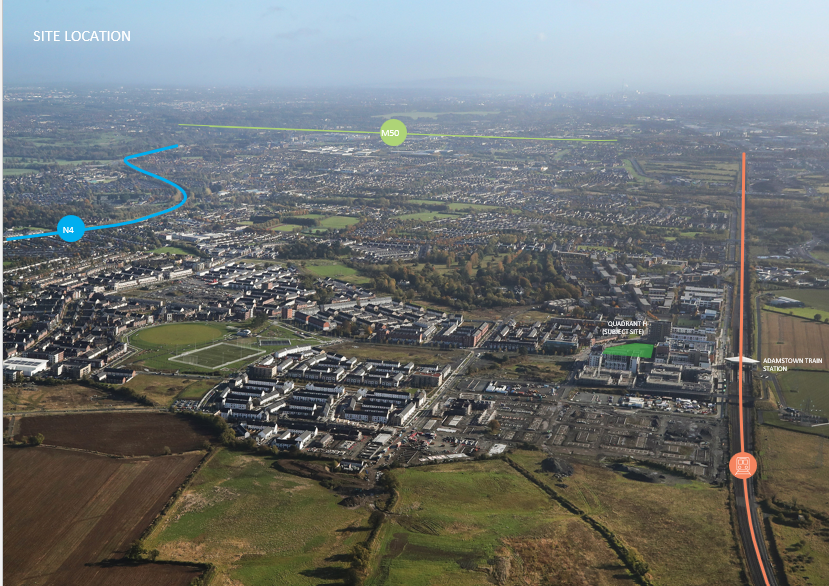 SITE LOCATION
M50
N4
QUADRANT H
(SUBJECT SITE)
ADAMSTOWN TRAIN
STATION